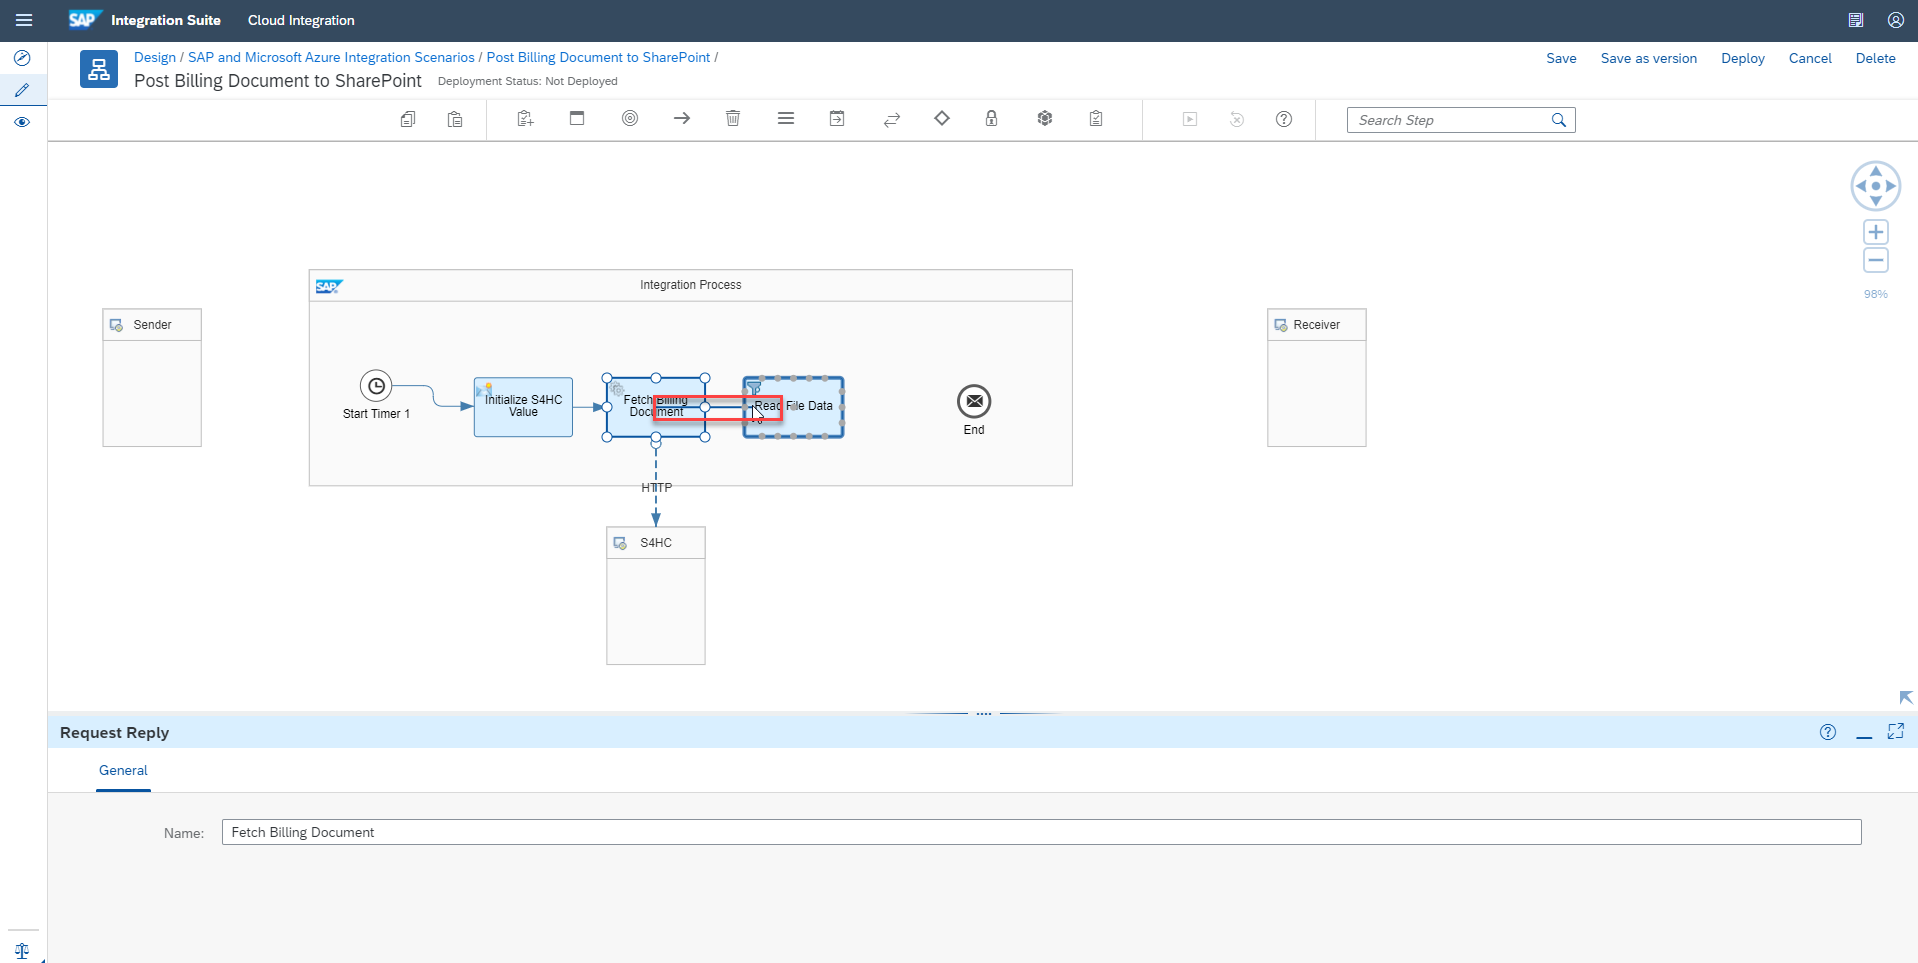 SAP Integration Suite Cloud Integration
Design / SAP and Microsoft Azure Integration Scenarios / Post Billing Document to SharePoint /
Save Save as version Deploy Cancel Delete
Post Billing Document to SharePoint Deployment Status: Not Deployed
Search Step
98%
SAP Integration Process
Sender
Receiver
Start Timer 1
Initialize S4HC
Value
Fetch Billing
Document
Read File Data
End
HTTP
S4HC
Request Reply
General
Name: Fetch Billing Document